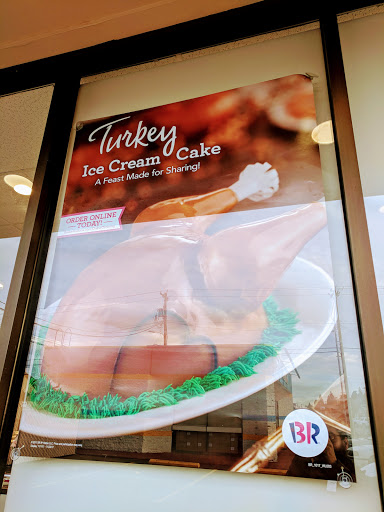 Turkey
Ice Cream Cake
A Feast Made for Sharing!
ORDER ONLINE
TODAY!
BR